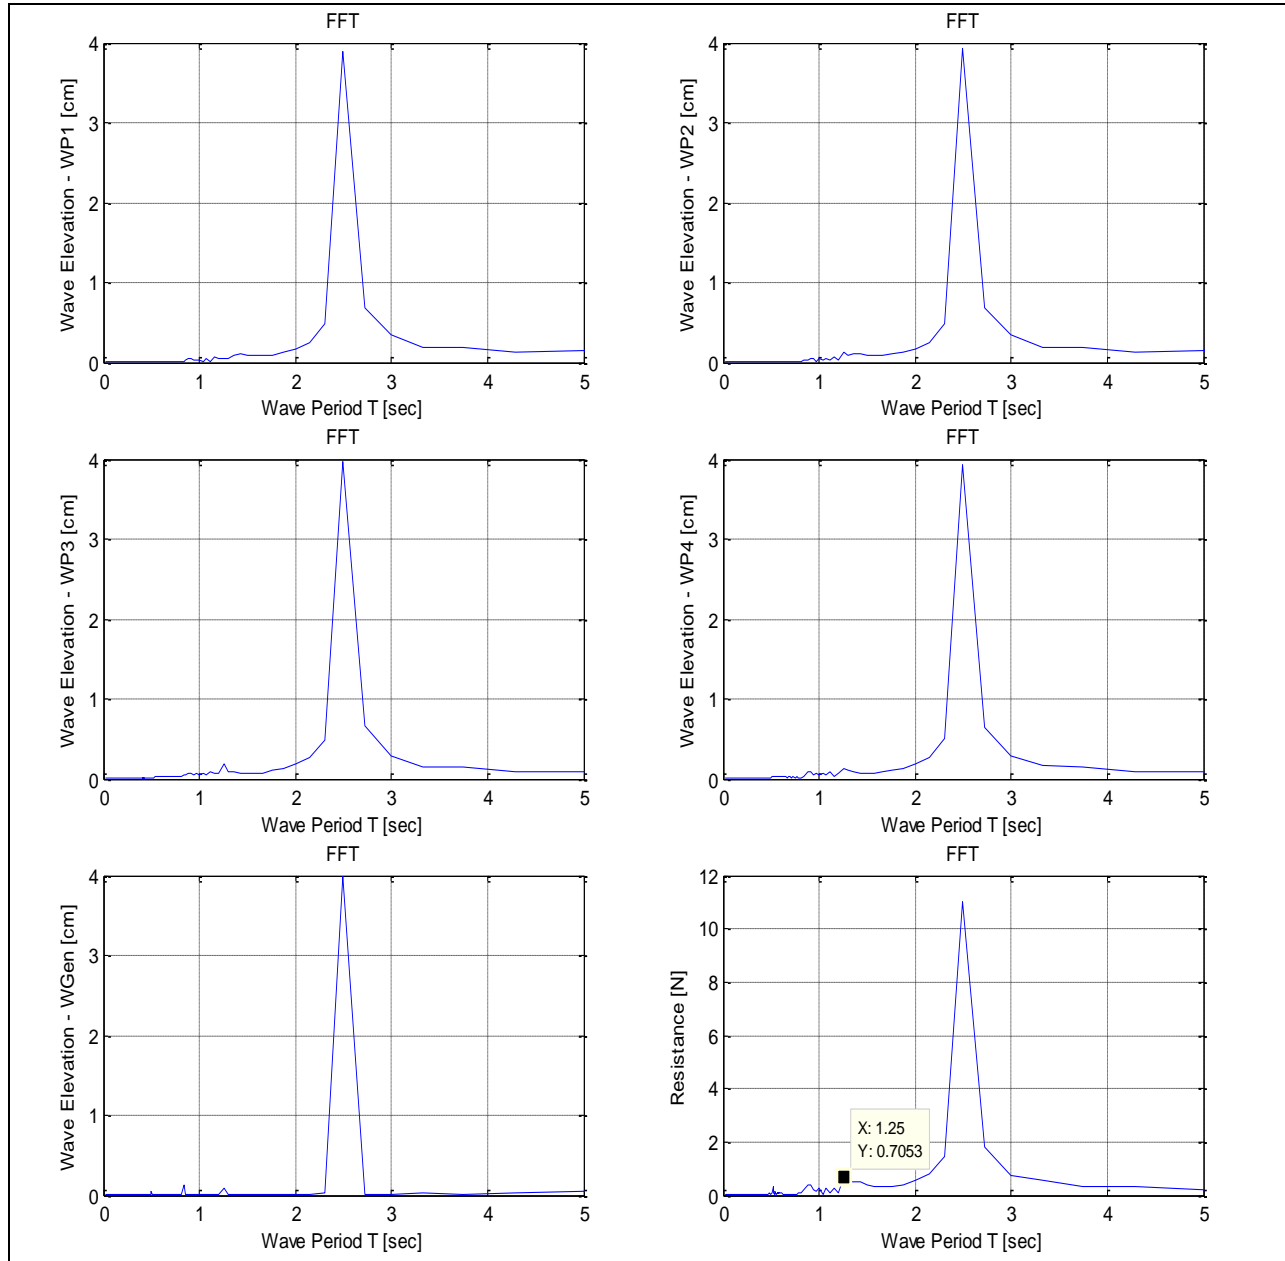 FFT
4
3
2
1
0
Wave Elevation - WP1 [cm]
0 1 2 3 4 5
Wave Period T [sec]
FFT
4
3
2
1
0
Wave Elevation - WP2 [cm]
0 1 2 3 4 5
Wave Period T [sec]
FFT
4
3
2
1
0
Wave Elevation - WP3 [cm]
0 1 2 3 4 5
Wave Period T [sec]
FFT
4
3
2
1
0
Wave Elevation - WP4 [cm]
0 1 2 3 4 5
Wave Period T [sec]
FFT
4
3
2
1
0
Wave Elevation - WGen [cm]
0 1 2 3 4 5
Wave Period T [sec]
FFT
12
10
8
6
4
2
0
Resistance [N]
X: 1.25
Y: 0.7053
0 1 2 3 4 5
Wave Period T [sec]